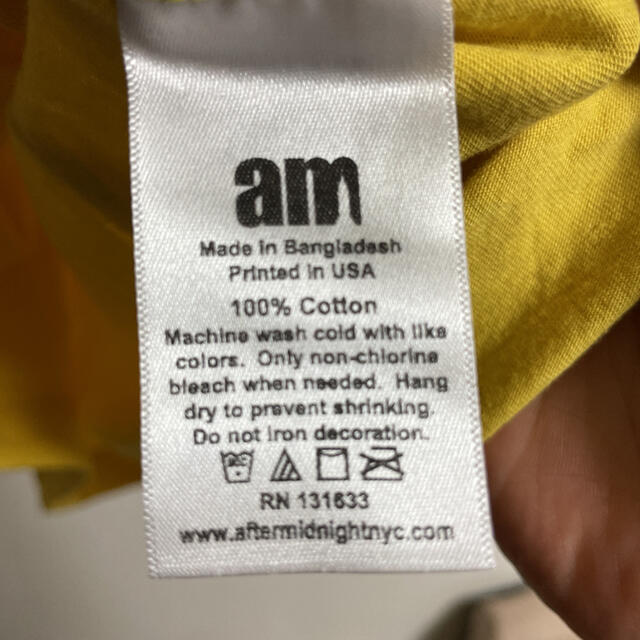 am
Made in Bangladesh
Printed in USA
100% Cotton
Machine wash cold with like
colors. Only non-chlorine
bleach when needed. Hang
dry to prevent shrinking.
Do not iron decoration.
RN 131633
www.aftermidnightnyc.com